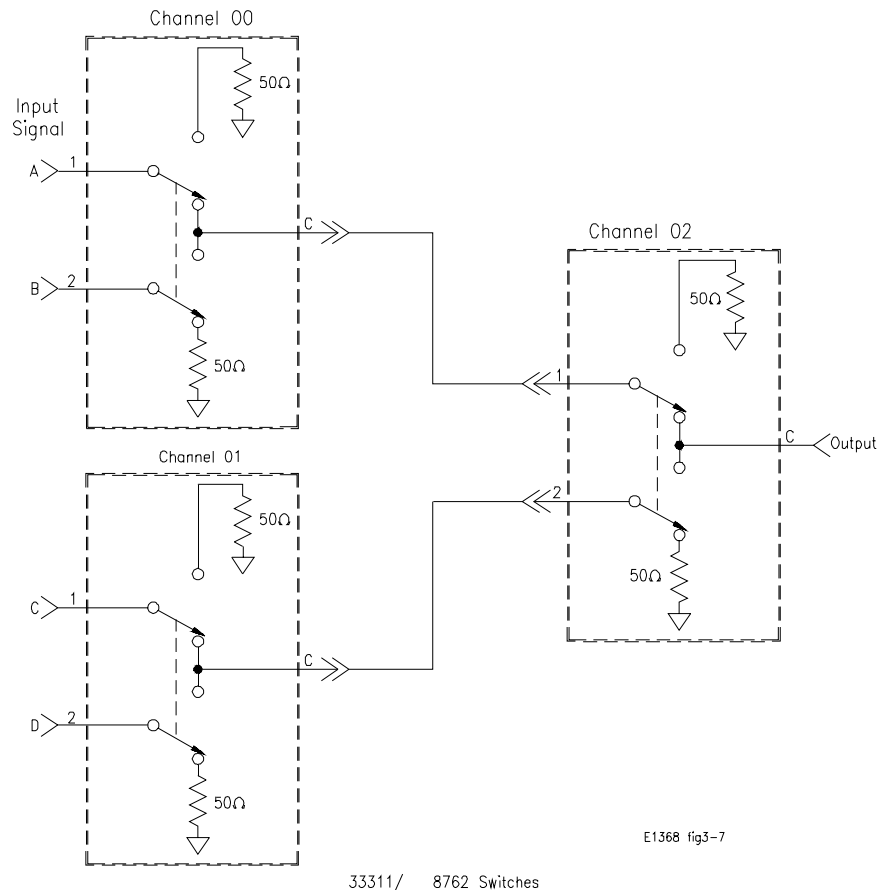 Channel 00
50Ω
Input
Signal
A 1
C
B 2
50Ω
Channel 02
50Ω
1
C Output
2
50Ω
Channel 01
50Ω
C 1
C
D 2
50Ω
E1368 fig3-7
33311/ 8762 Switches